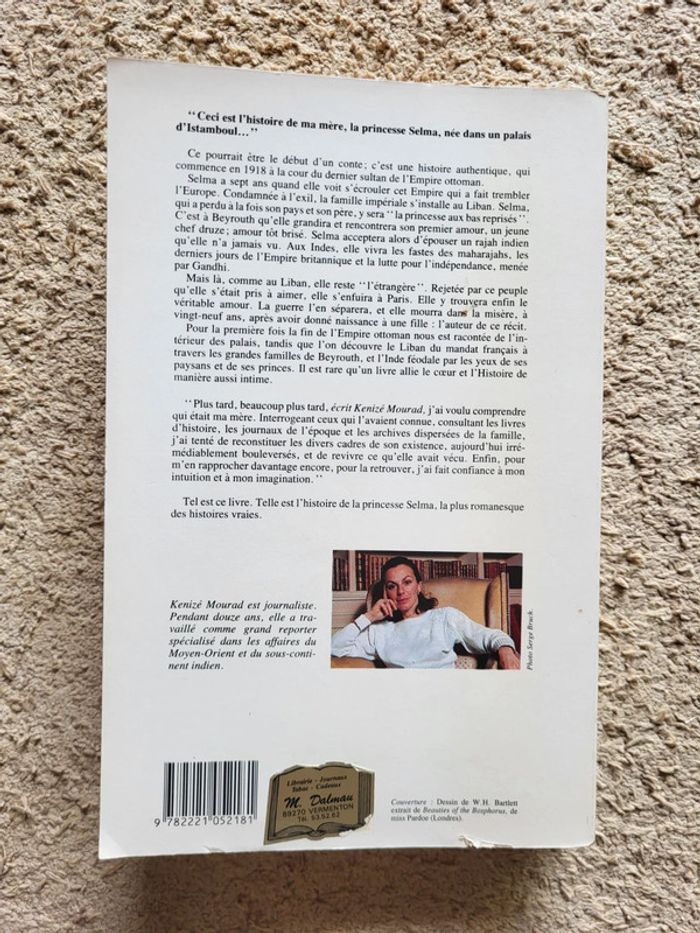 "Ceci est l'histoire de ma mère, la princesse Selma, née dans un palais
d'Istamboul..."
Ce pourrait être le début d'un conte ; c'est une histoire authentique, qui
commence en 1918 à la cour du dernier sultan de l'Empire ottoman.
Selma a sept ans quand elle voit s'écrouler cet Empire qui a fait trembler
l'Europe. Condamnée à l'exil, la famille impériale s'installe au Liban. Selma,
qui a perdu à la fois son pays et son père, y sera "la princesse aux bas reprisés".
C'est à Beyrouth qu'elle grandira et rencontrera son premier amour, un jeune
chef druze; amour tôt brisé. Selma acceptera alors d'épouser un rajah indien
qu'elle n'a jamais vu. Aux Indes, elle vivra les fastes des maharajahs, les
derniers jours de l'Empire britannique et la lutte pour l'indépendance, menée
par Gandhi.
Mais là, comme au Liban, elle reste "l'étrangère". Rejetée par ce peuple
qu'elle s'était pris à aimer, elle s'enfuira à Paris. Elle y trouvera enfin le
véritable amour. La guerre l'en séparera, et elle mourra dans la misère, à
vingt-neuf ans, après avoir donné naissance à une fille : l'auteur de ce récit.
Pour la première fois la fin de l'Empire ottoman nous est racontée de l'in-
térieur des palais, tandis que l'on découvre le Liban du mandat français à
travers les grandes familles de Beyrouth, et l'Inde féodale par les yeux de ses
paysans et de ses princes. Il est rare qu'un livre allie le cœur et l'Histoire de
manière aussi intime.
"Plus tard, beaucoup plus tard, écrit Kenizé Mourad, j'ai voulu comprendre
qui était ma mère. Interrogeant ceux qui l'avaient connue, consultant les livres
d'histoire, les journaux de l'époque et les archives dispersées de la famille,
j'ai tenté de reconstituer les divers cadres de son existence, aujourd'hui irré-
médiablement bouleversés, et de revivre ce qu'elle avait vécu. Enfin, pour
m'en rapprocher davantage encore, pour la retrouver, j'ai fait confiance à mon
intuition et à mon imagination."
Tel est ce livre. Telle est l'histoire de la princesse Selma, la plus romanesque
des histoires vraies.
Kenizé Mourad est journaliste.
Pendant douze ans, elle a tra-
vaillé comme grand reporter
spécialisé dans les affaires du
Moyen-Orient et du sous-conti-
nent indien.
Photo Serge Bruck.
9 782221 052181
Librairie - Journaux
Tabac - Cadeaux
M. Dalmau
89270 VERMENTON
Tél. 53.52.62
Couverture : Dessin de W.H. Bartlett
extrait de Beauties of the Bosphorus, de
miss Pardoe (Londres).